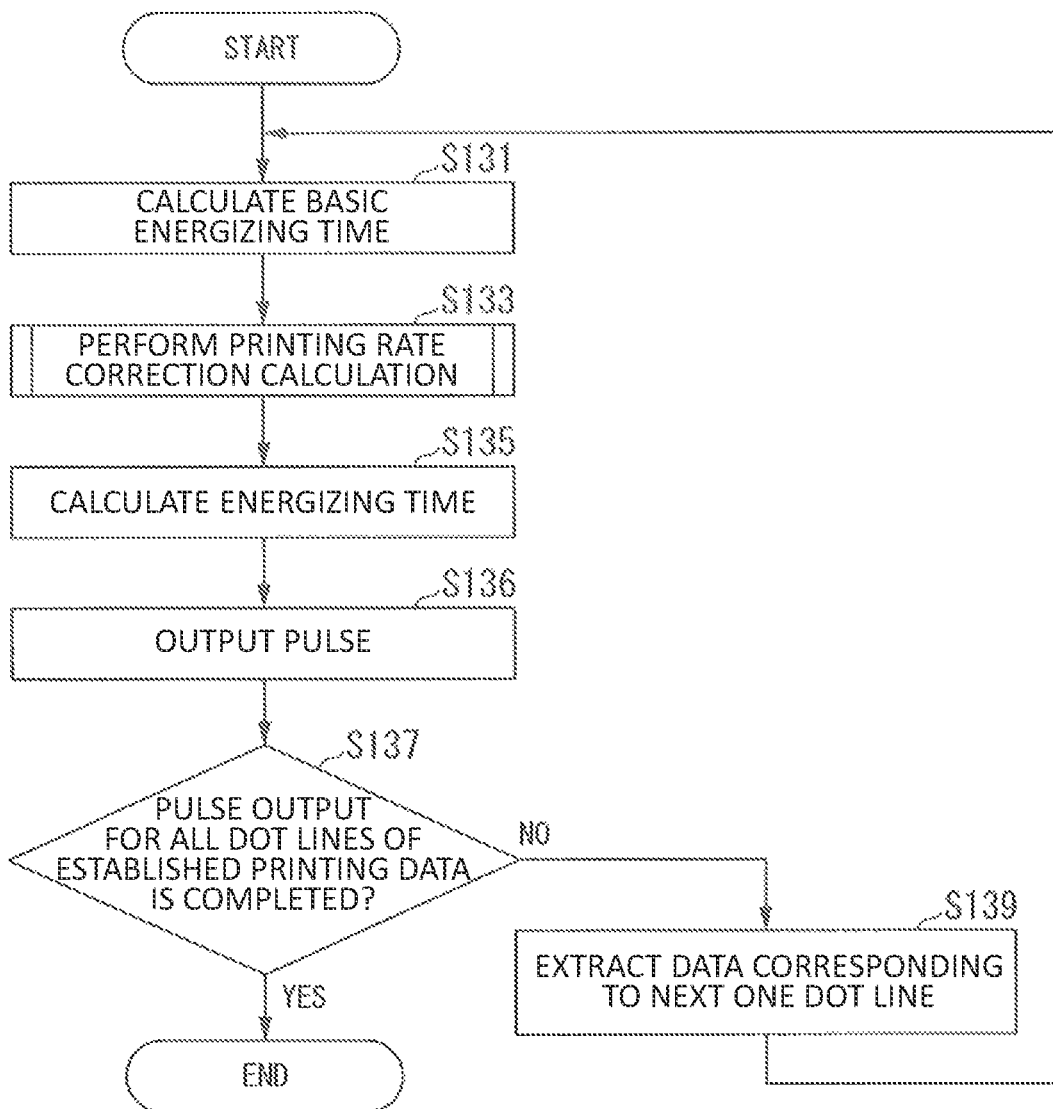 START
S131
CALCULATE BASIC
ENERGIZING TIME
S133
PERFORM PRINTING RATE
CORRECTION CALCULATION
S135
CALCULATE ENERGIZING TIME
S136
OUTPUT PULSE
S137
PULSE OUTPUT
FOR ALL DOT LINES OF
ESTABLISHED PRINTING DATA
IS COMPLETED?
NO
S139
EXTRACT DATA CORRESPONDING
TO NEXT ONE DOT LINE
YES
END